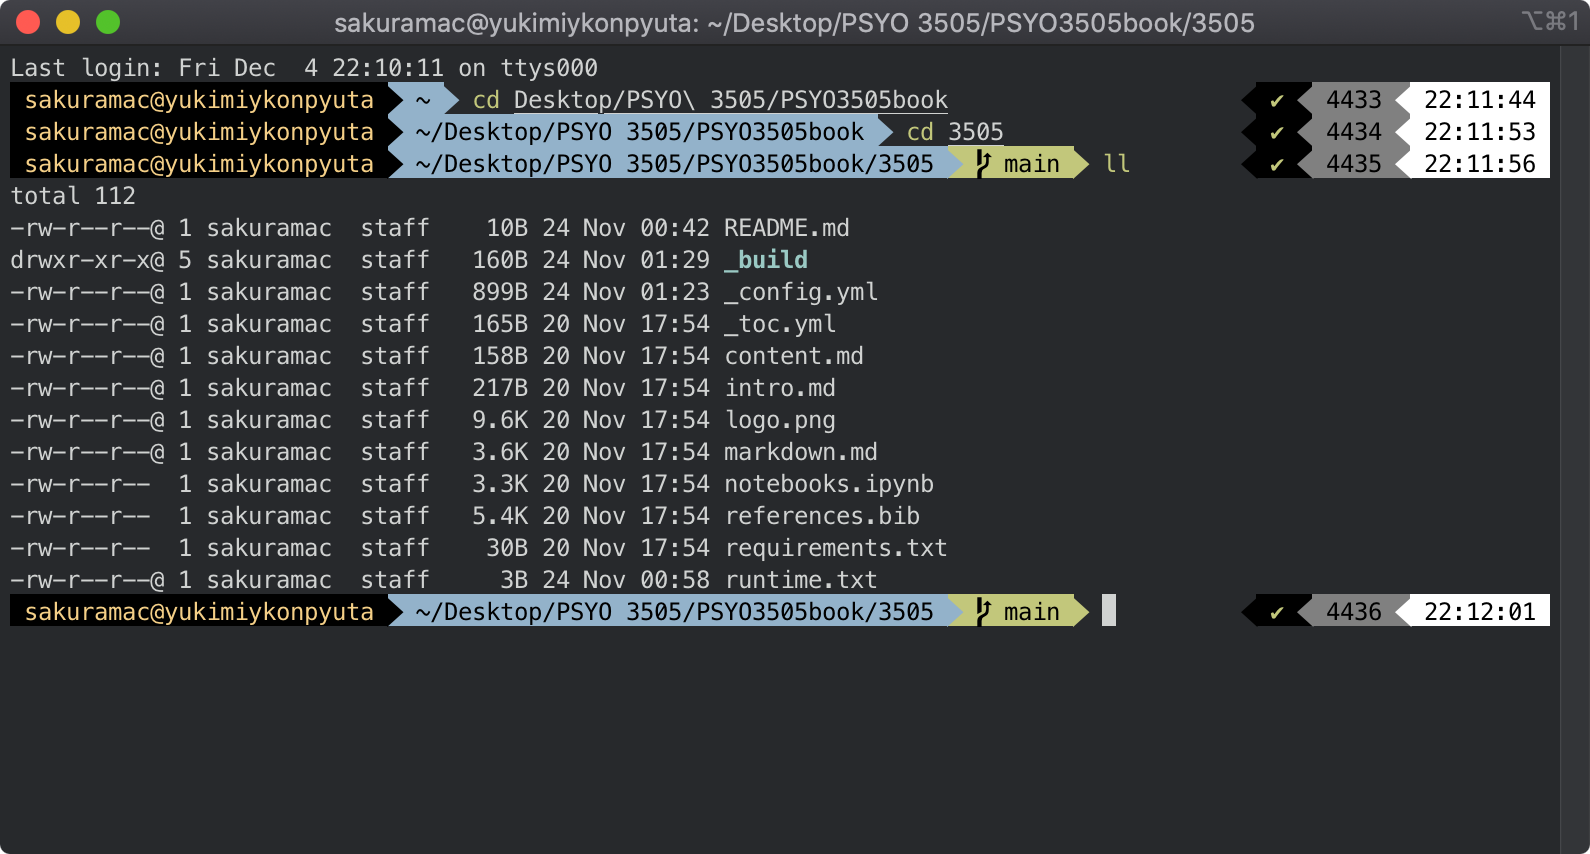 sakuramac@yukimiykonpyuta: ~/Desktop/PSYO 3505/PSYO3505book/3505 ⌥⌘1
Last login: Fri Dec  4 22:10:11 on ttys000
sakuramac@yukimiykonpyuta ~ cd Desktop/PSYO\ 3505/PSYO3505book ✔ 4433 22:11:44
sakuramac@yukimiykonpyuta ~/Desktop/PSYO 3505/PSYO3505book cd 3505 ✔ 4434 22:11:53
sakuramac@yukimiykonpyuta ~/Desktop/PSYO 3505/PSYO3505book/3505 main ll ✔ 4435 22:11:56
total 112
-rw-r--r--@ 1 sakuramac  staff    10B 24 Nov 00:42 README.md
drwxr-xr-x@ 5 sakuramac  staff   160B 24 Nov 01:29 _build
-rw-r--r--@ 1 sakuramac  staff   899B 24 Nov 01:23 _config.yml
-rw-r--r--@ 1 sakuramac  staff   165B 20 Nov 17:54 _toc.yml
-rw-r--r--@ 1 sakuramac  staff   158B 20 Nov 17:54 content.md
-rw-r--r--@ 1 sakuramac  staff   217B 20 Nov 17:54 intro.md
-rw-r--r--@ 1 sakuramac  staff   9.6K 20 Nov 17:54 logo.png
-rw-r--r--@ 1 sakuramac  staff   3.6K 20 Nov 17:54 markdown.md
-rw-r--r--  1 sakuramac  staff   3.3K 20 Nov 17:54 notebooks.ipynb
-rw-r--r--  1 sakuramac  staff   5.4K 20 Nov 17:54 references.bib
-rw-r--r--  1 sakuramac  staff    30B 20 Nov 17:54 requirements.txt
-rw-r--r--@ 1 sakuramac  staff     3B 24 Nov 00:58 runtime.txt
sakuramac@yukimiykonpyuta ~/Desktop/PSYO 3505/PSYO3505book/3505 main ✔ 4436 22:12:01